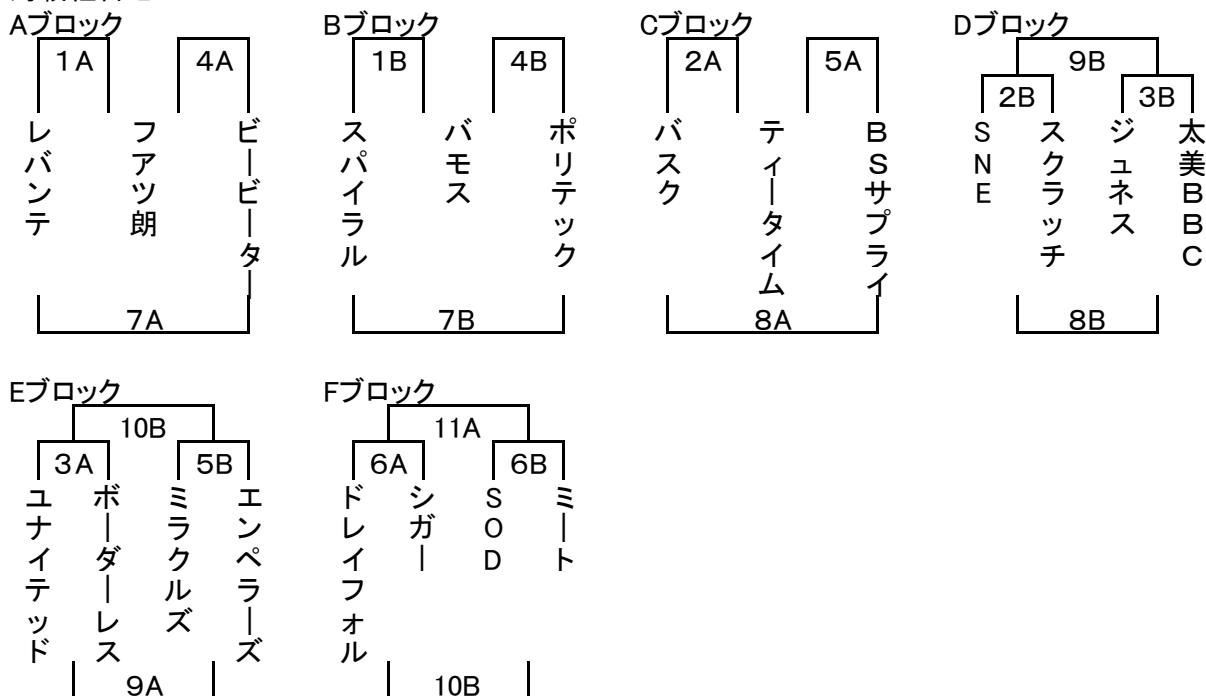 Aブロック
1A
4A
レバンテ
ファツ朗
ビービーター
7A
Bブロック
1B
4B
スパイラル
バモス
ポリテック
7B
Cブロック
2A
5A
バスク
ティータイム
BSサプライ
8A
Dブロック
9B
2B
3B
SNE
スクラッチ
ジュネス
太美BBC
8B
Eブロック
10B
3A
5B
ユナイテッド
ボーダーレス
ミラクルズ
エンペラーズ
9A
Fブロック
11A
6A
6B
ドレイフォル
シガー
SOD
ミート
10B